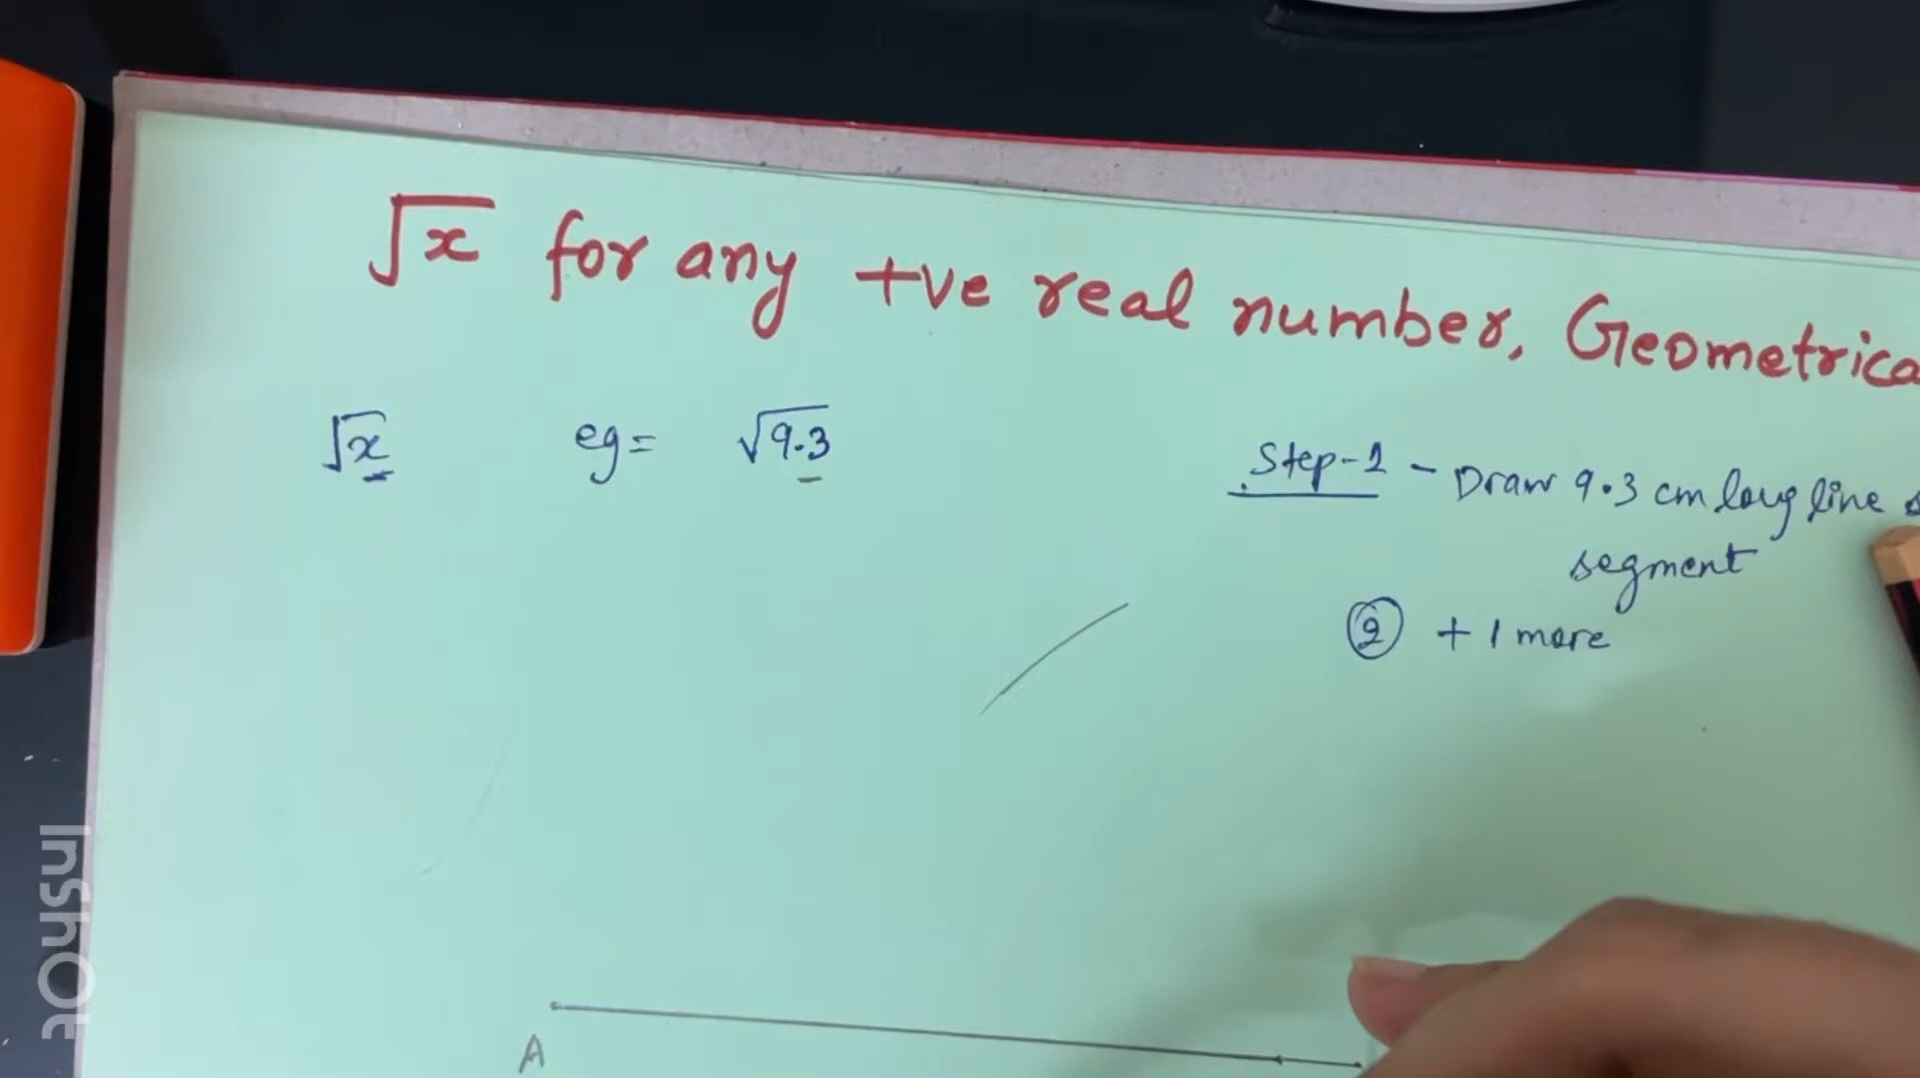 √x for any +ve real number, Geometrica
√x eg= √9.3
Step-1 - Draw 9.3 cm long line s
segment
② + 1 more
A
InShOt